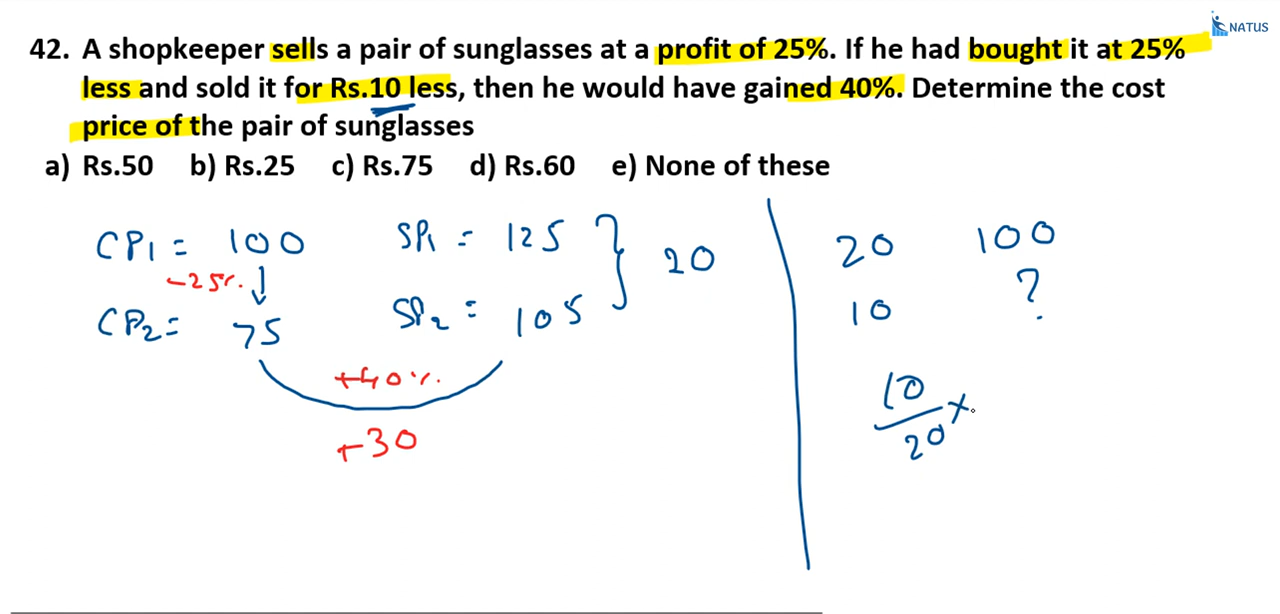 NATUS
42. A shopkeeper sells a pair of sunglasses at a profit of 25%. If he had bought it at 25%
less and sold it for Rs.10 less, then he would have gained 40%. Determine the cost
price of the pair of sunglasses
a) Rs.50 b) Rs.25 c) Rs.75 d) Rs.60 e) None of these
CP1 = 100 SP1 = 125 } 20
-25%. ↓
CP2 = 75 SP2 = 105
+40%.
+30
20 100
10 ?
10/20 ×